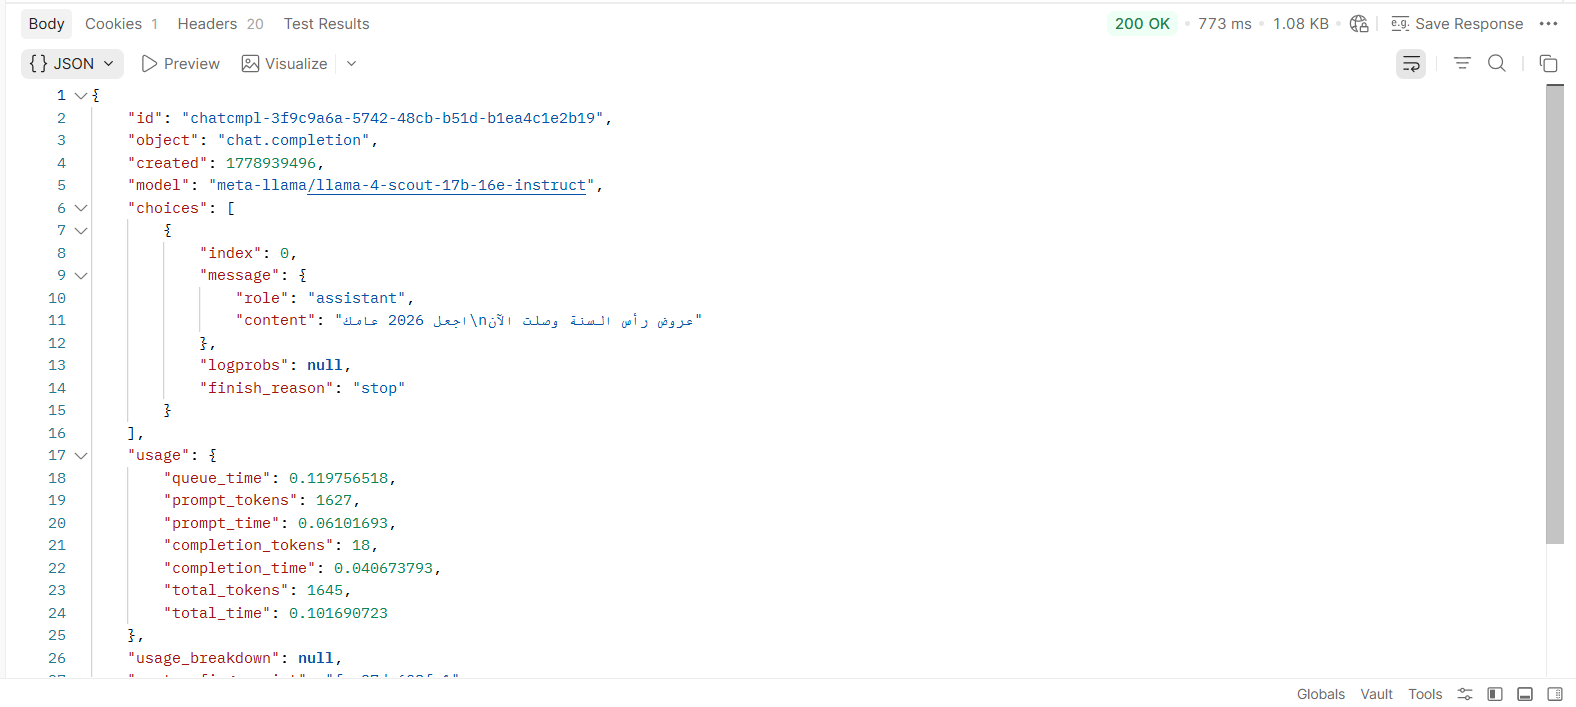 Body Cookies 1 Headers 20 Test Results 200 OK • 773 ms • 1.08 KB • e.g. Save Response
{} JSON Preview Visualize
1 {
2 "id": "chatcmpl-3f9c9a6a-5742-48cb-b51d-b1ea4c1e2b19",
3 "object": "chat.completion",
4 "created": 1778939496,
5 "model": "meta-llama/llama-4-scout-17b-16e-instruct",
6 "choices": [
7 {
8 "index": 0,
9 "message": {
10 "role": "assistant",
11 "content": "اجعل 2026 عامك\nعروض رأس السنة وصلت الآن"
12 },
13 "logprobs": null,
14 "finish_reason": "stop"
15 }
16 ],
17 "usage": {
18 "queue_time": 0.119756518,
19 "prompt_tokens": 1627,
20 "prompt_time": 0.06101693,
21 "completion_tokens": 18,
22 "completion_time": 0.040673793,
23 "total_tokens": 1645,
24 "total_time": 0.101690723
25 },
26 "usage_breakdown": null,
Globals Vault Tools